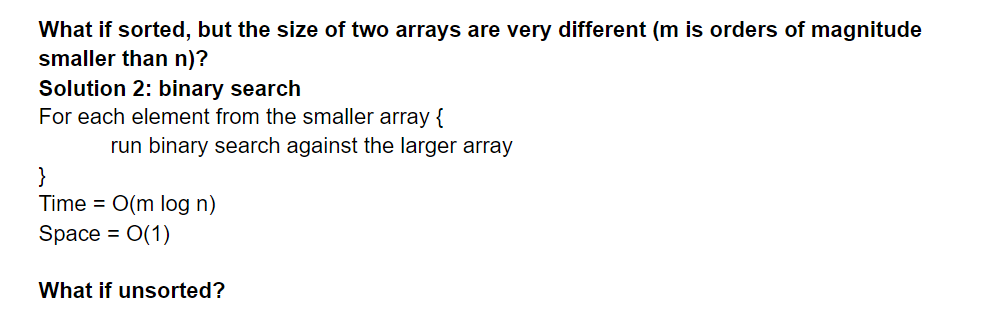 What if sorted, but the size of two arrays are very different (m is orders of magnitude
smaller than n)?
Solution 2: binary search
For each element from the smaller array {
run binary search against the larger array
}
Time = O(m log n)
Space = O(1)
What if unsorted?